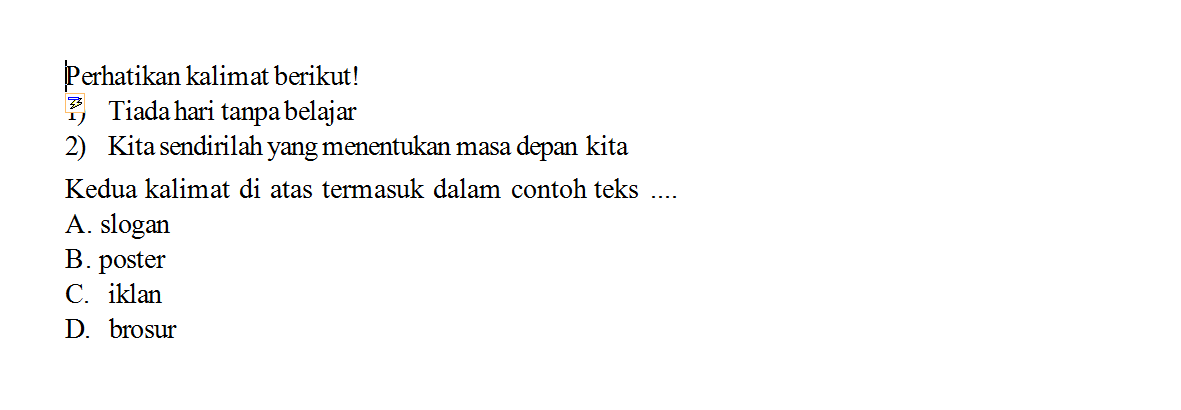 Perhatikan kalimat berikut!
1) Tiada hari tanpa belajar
2) Kita sendirilah yang menentukan masa depan kita
Kedua kalimat di atas termasuk dalam contoh teks ....
A. slogan
B. poster
C. iklan
D. brosur